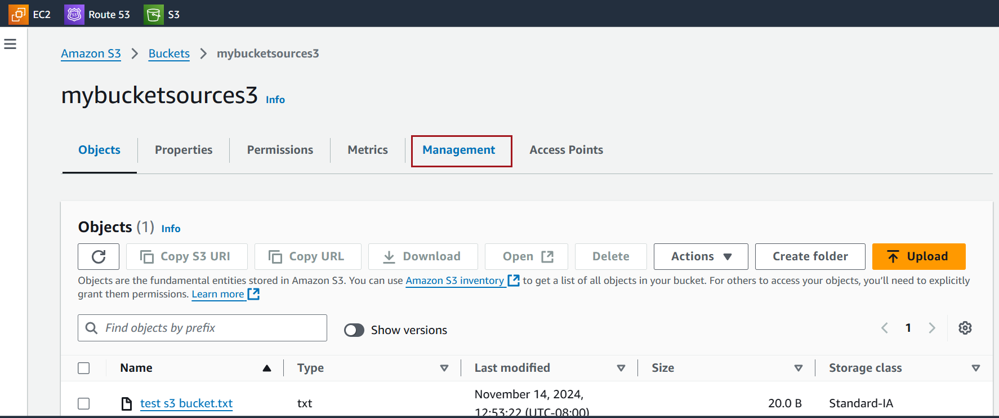 EC2 Route 53 S3
Amazon S3 > Buckets > mybucketsources3
mybucketsources3 Info
Objects Properties Permissions Metrics Management Access Points
Objects (1) Info
Copy S3 URI Copy URL Download Open Delete Actions Create folder Upload
Objects are the fundamental entities stored in Amazon S3. You can use Amazon S3 inventory to get a list of all objects in your bucket. For others to access your objects, you’ll need to explicitly
grant them permissions. Learn more
Find objects by prefix Show versions 1
Name Type Last modified Size Storage class
November 14, 2024,
test s3 bucket.txt txt 20.0 B Standard-IA
12:53:22 (UTC-08:00)